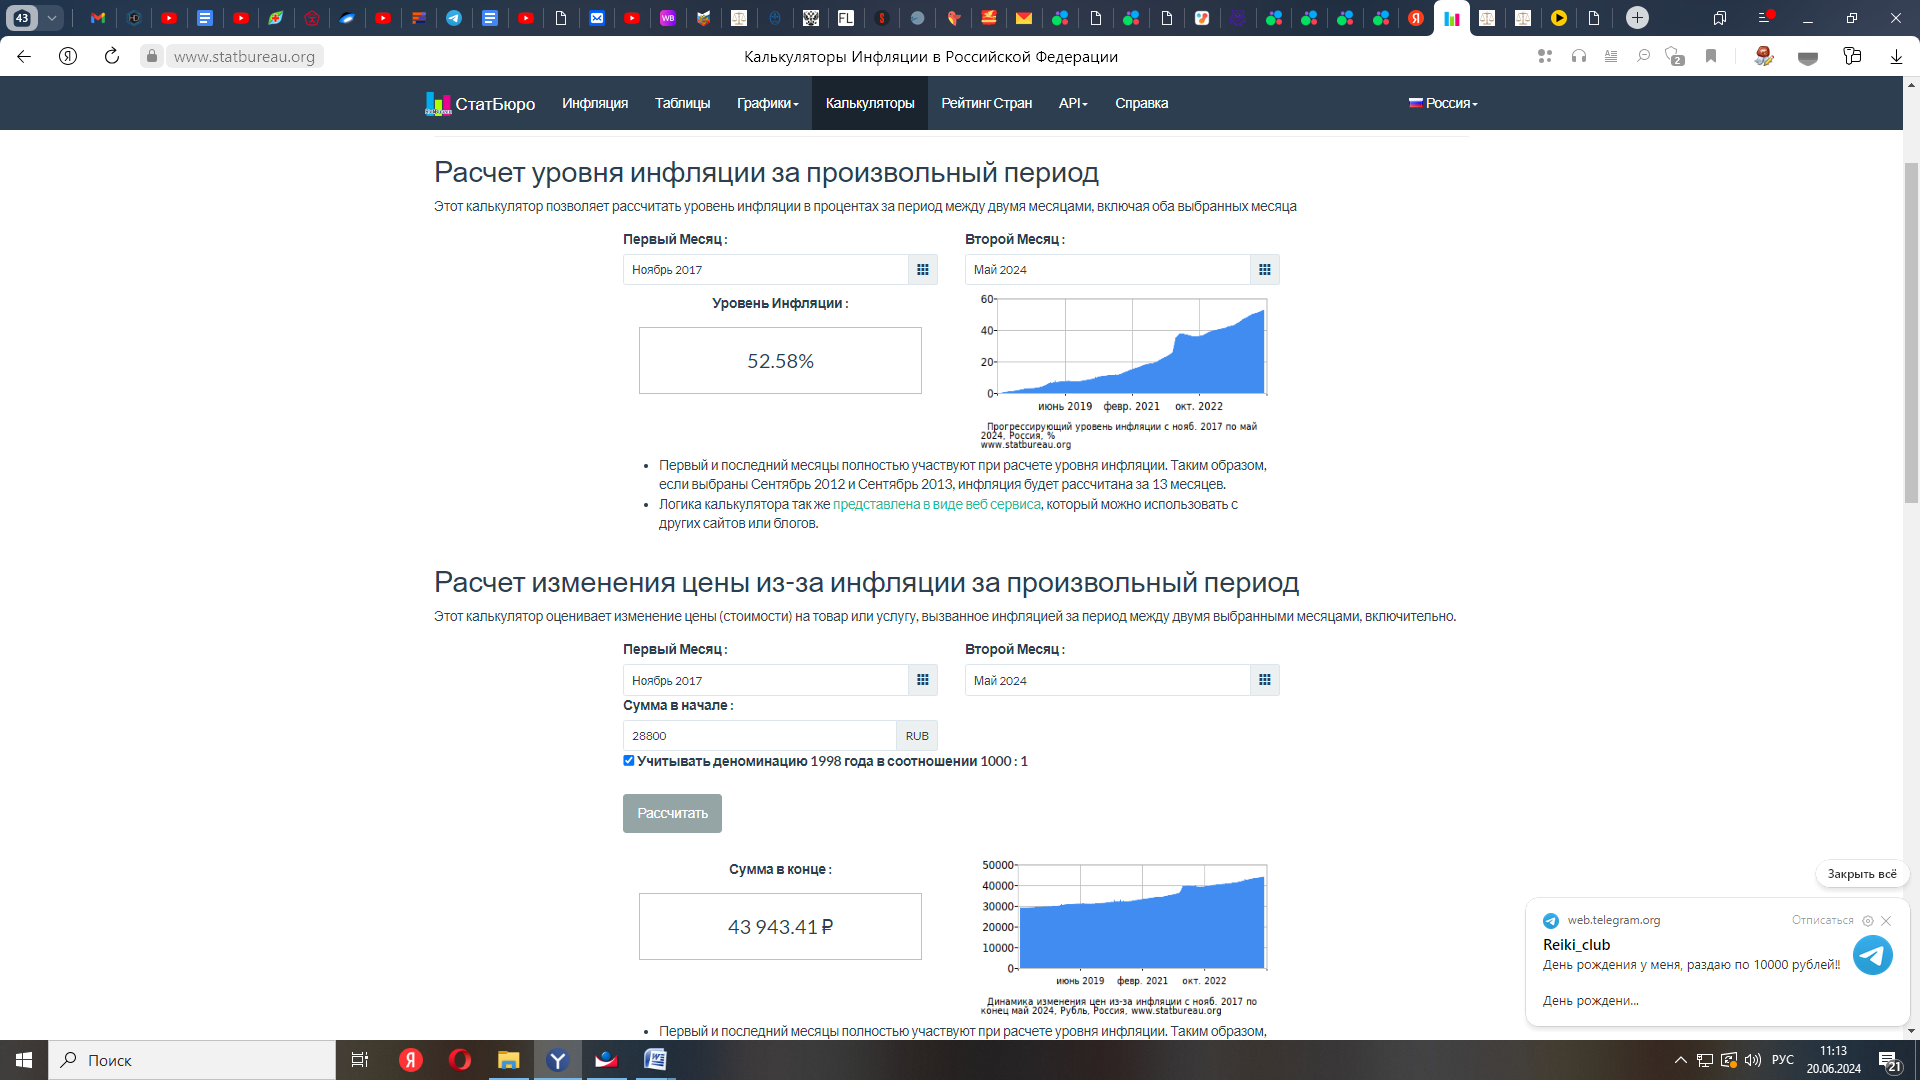 43
www.statbureau.org
Калькуляторы Инфляции в Российской Федерации
2
СтатБюро
Инфляция
Таблицы
Графики
Калькуляторы
Рейтинг Стран
API
Справка
Россия
Расчет уровня инфляции за произвольный период
Этот калькулятор позволяет рассчитать уровень инфляции в процентах за период между двумя месяцами, включая оба выбранных месяца
Первый Месяц :
Второй Месяц :
Ноябрь 2017
Май 2024
Уровень Инфляции :
52.58%
60
40
20
0
июнь 2019 февр. 2021 окт. 2022
Прогрессирующий уровень инфляции с нояб. 2017 по май
2024, Россия, %
www.statbureau.org
Первый и последний месяцы полностью участвуют при расчете уровня инфляции. Таким образом,
если выбраны Сентябрь 2012 и Сентябрь 2013, инфляция будет рассчитана за 13 месяцев.
Логика калькулятора так же представлена в виде веб сервиса, который можно использовать с
других сайтов или блогов.
Расчет изменения цены из-за инфляции за произвольный период
Этот калькулятор оценивает изменение цены (стоимости) на товар или услугу, вызванное инфляцией за период между двумя выбранными месяцами, включительно.
Первый Месяц :
Второй Месяц :
Ноябрь 2017
Май 2024
Сумма в начале :
28800
RUB
Учитывать деноминацию 1998 года в соотношении 1000 : 1
Рассчитать
Сумма в конце :
43 943.41 ₽
50000
40000
30000
20000
10000
0
июнь 2019 февр. 2021 окт. 2022
Динамика изменения цен из-за инфляции с нояб. 2017 по
конец май 2024, Рубль, Россия, www.statbureau.org
Первый и последний месяцы полностью участвуют при расчете уровня инфляции. Таким образом,
Закрыть всё
web.telegram.org
Отписаться
Reiki_club
День рождения у меня, раздаю по 10000 рублей!!
День рождени...
Поиск
РУС
11:13
20.06.2024
21